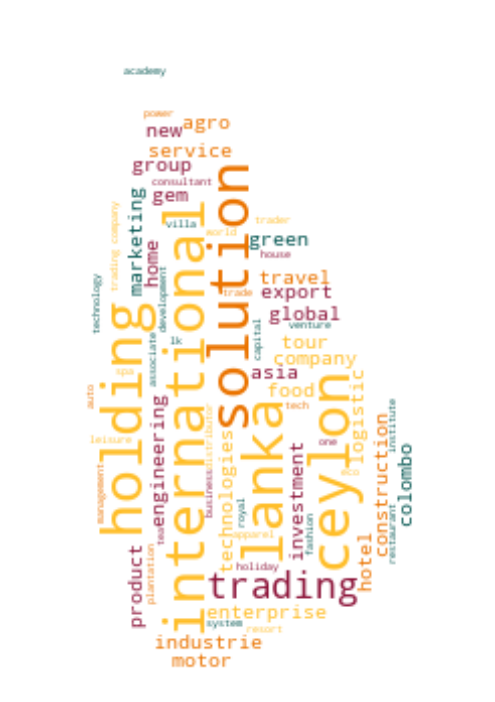 academy
power
agro
new
service
group
consultant
gem
solution
marketing
trading company
international
villa
world
trader
green
home
house
development
technology
travel
trade
export
holding
global
venture
capital
associate
lk
tour
company
asia
spa
food
ceylon
logistic
auto
tech
lanka
engineering
distributor
institute
construction
leisure
technologies
one
colombo
investment
management
business
eco
royal
restaurant
fashion
tea
apparel
hotel
product
plantation
holiday
trading
enterprise
system
resort
industrie
motor